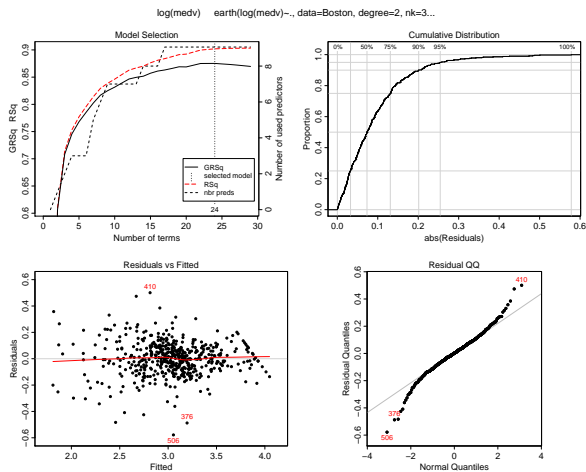 log(medv) earth(log(medv)~., data=Boston, degree=2, nk=3...
Model Selection
GRSq RSq
0.6 0.65 0.7 0.75 0.8 0.85 0.9
Number of used predictors
0 2 4 6 8
GRSq
selected model
RSq
nbr preds
24
0 5 10 15 20 25 30
Number of terms
Cumulative Distribution
0% 50% 75% 90% 95% 100%
Proportion
0.0 0.2 0.4 0.6 0.8 1.0
0.0 0.1 0.2 0.3 0.4 0.5 0.6
abs(Residuals)
Residuals vs Fitted
410
Residuals
-0.6 -0.4 -0.2 0.0 0.2 0.4 0.6
376
506
2.0 2.5 3.0 3.5 4.0
Fitted
Residual QQ
410
Residual Quantiles
-0.6 -0.4 -0.2 0.0 0.2 0.4
376
506
-4 -2 0 2 4
Normal Quantiles